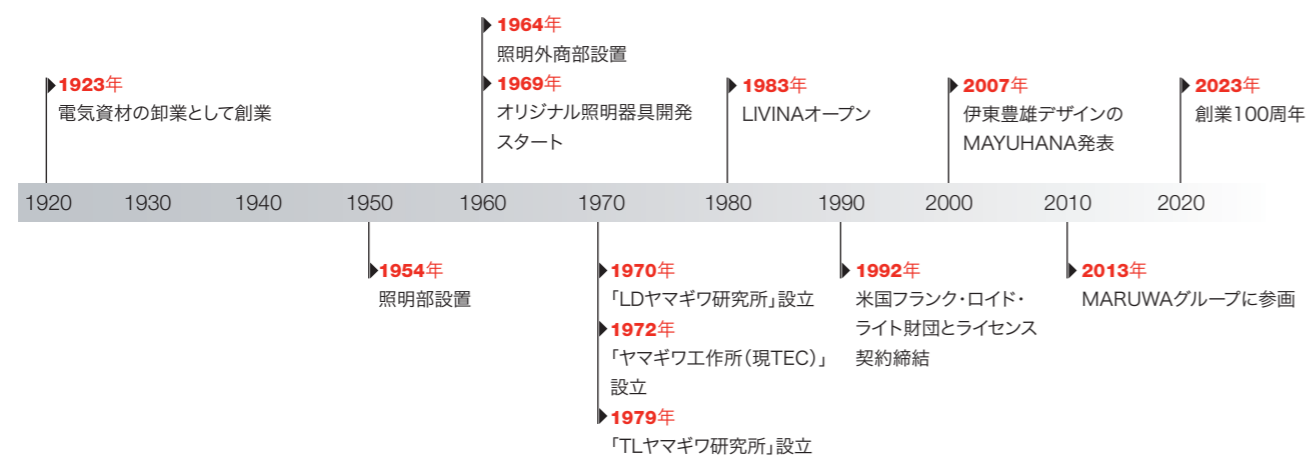 1964年
照明外商部設置
1969年
オリジナル照明器具開発
スタート
1923年
電気資材の卸業として創業
1983年
LIVINAオープン
2007年
伊東豊雄デザインの
MAYUHANA発表
2023年
創業100周年
1920 1930 1940 1950 1960 1970 1980 1990 2000 2010 2020
1954年
照明部設置
1970年
「LDヤマギワ研究所」設立
1972年
「ヤマギワ工作所（現TEC）」
設立
1979年
「TLヤマギワ研究所」設立
1992年
米国フランク・ロイド・
ライト財団とライセンス
契約締結
2013年
MARUWAグループに参画